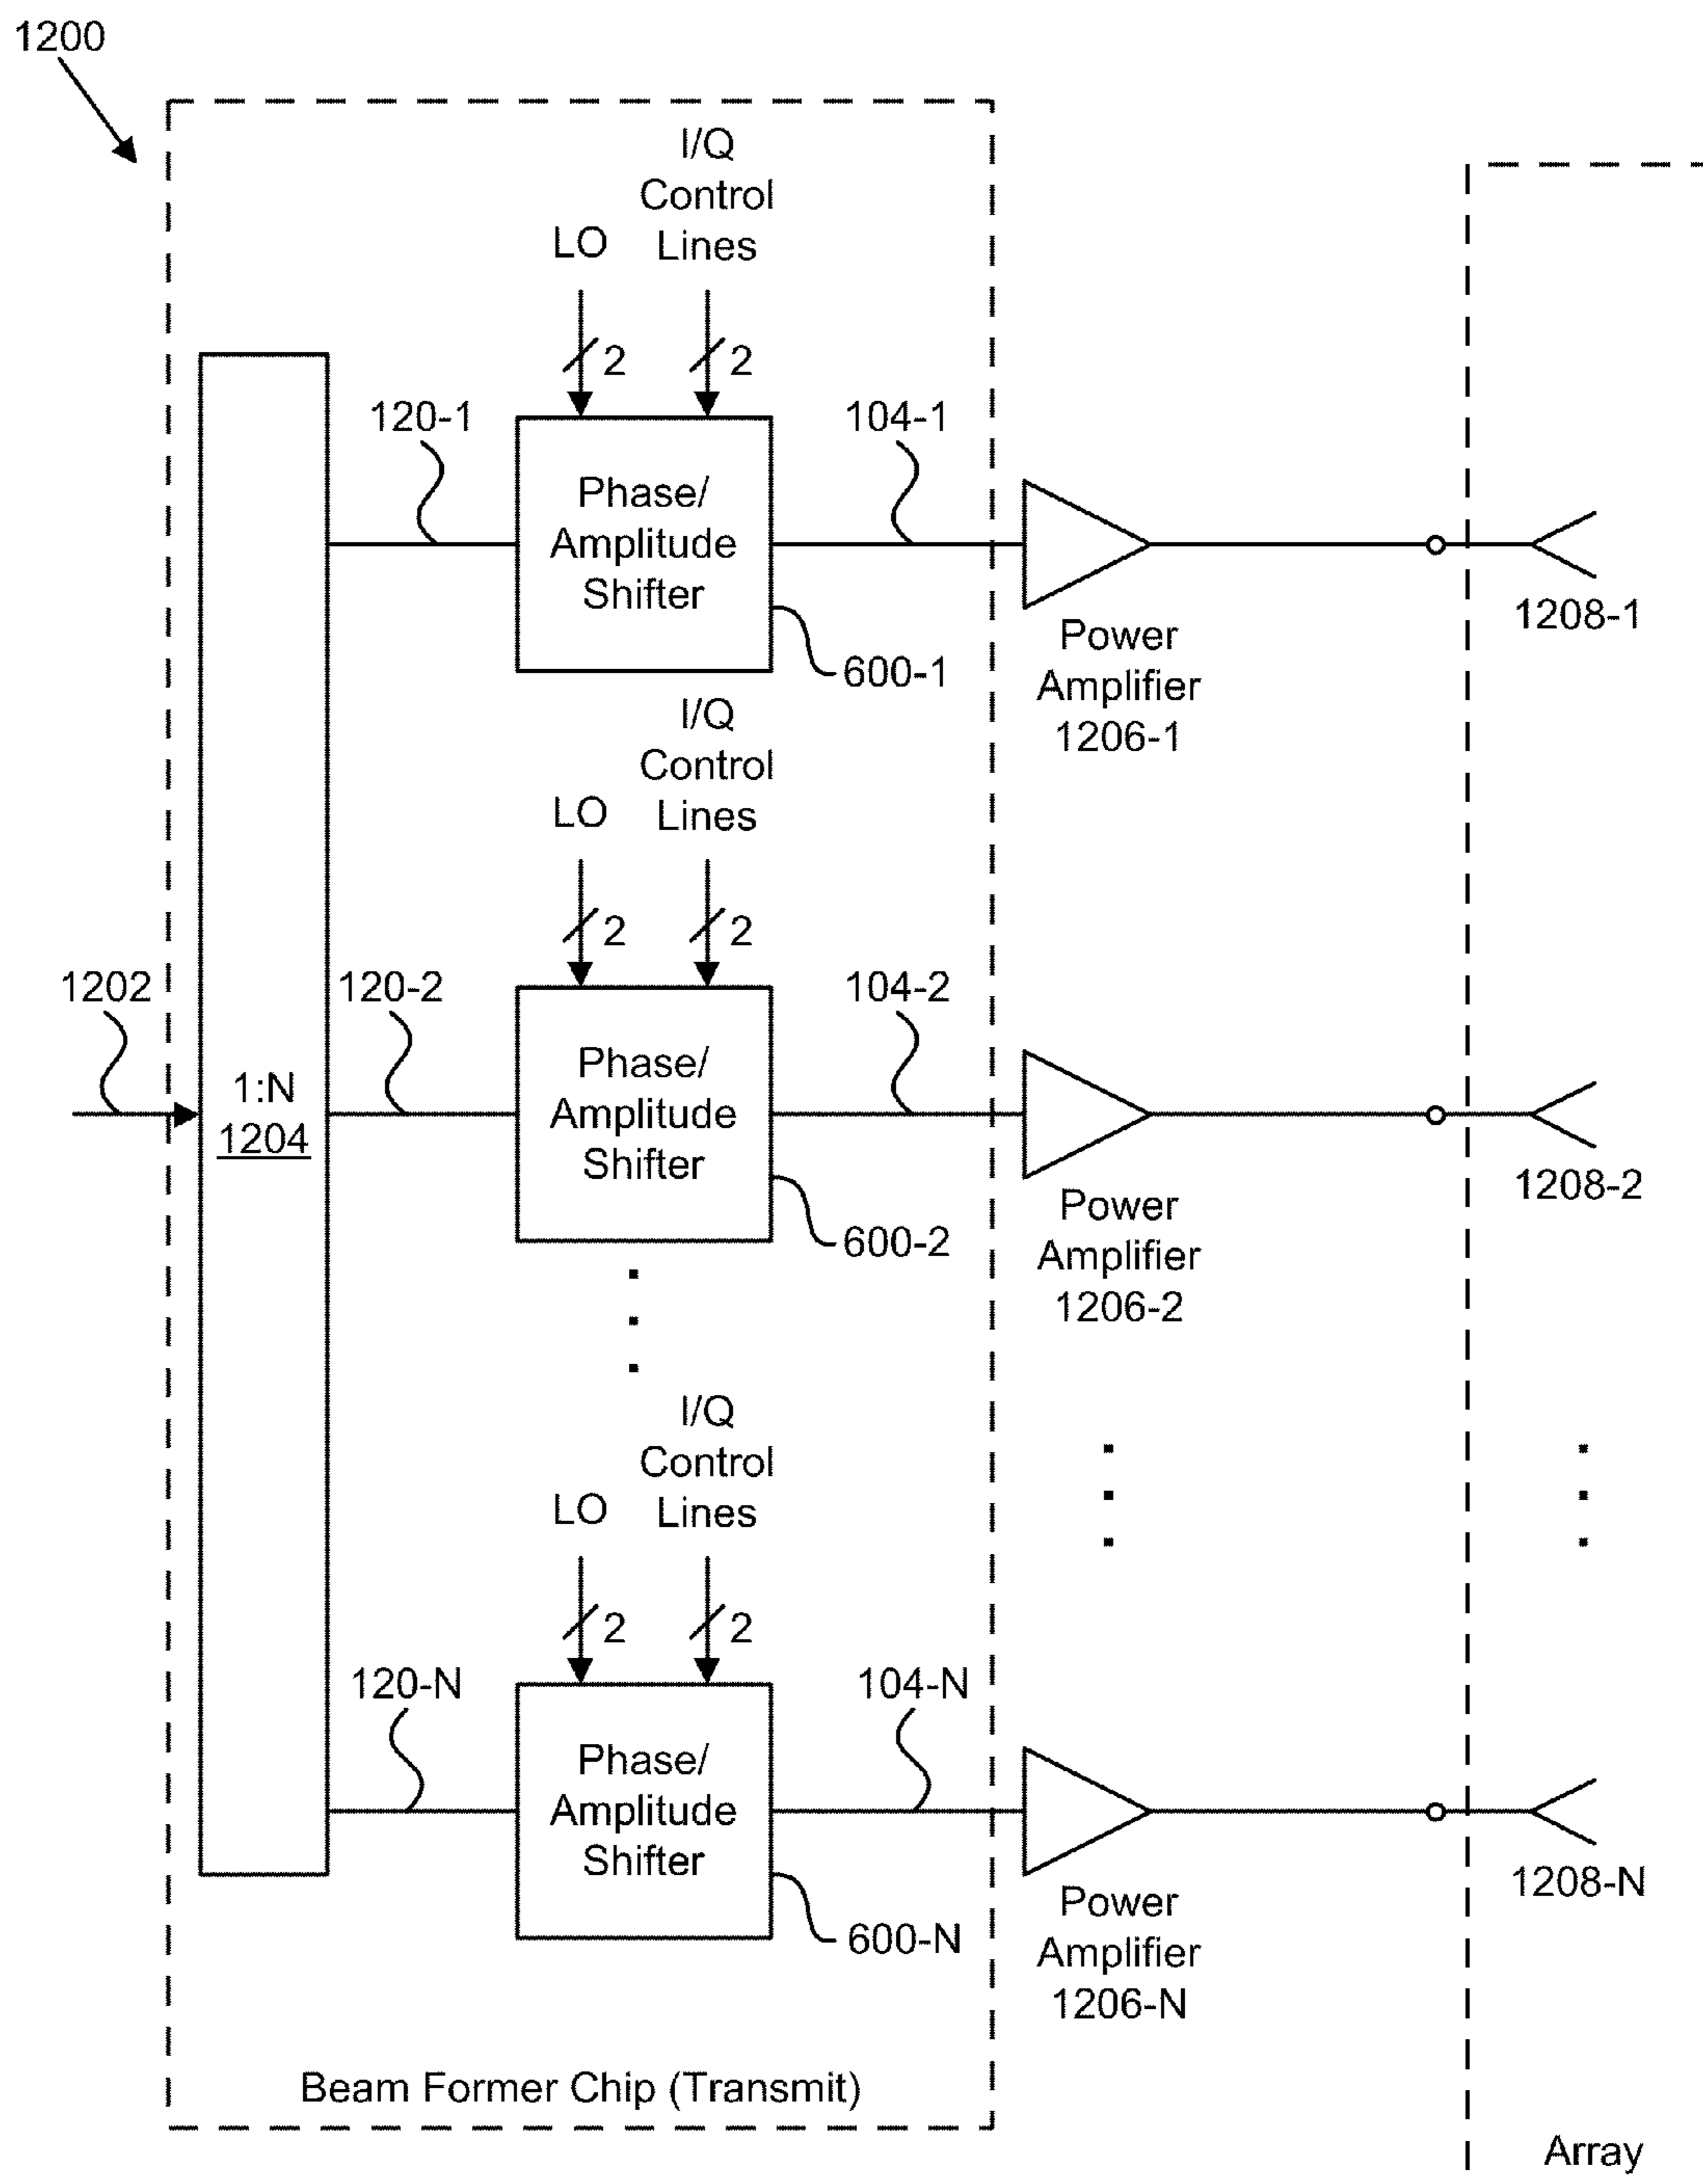 1200
I/Q
Control
LO Lines
2 2
120-1
104-1
Phase/
Amplitude
Shifter
600-1
Power
Amplifier
1206-1
1208-1
I/Q
Control
LO Lines
2 2
1202
120-2
104-2
1:N
1204
Phase/
Amplitude
Shifter
600-2
Power
Amplifier
1206-2
1208-2
I/Q
Control
LO Lines
2 2
120-N
104-N
Phase/
Amplitude
Shifter
600-N
Power
Amplifier
1206-N
1208-N
Beam Former Chip (Transmit)
Array